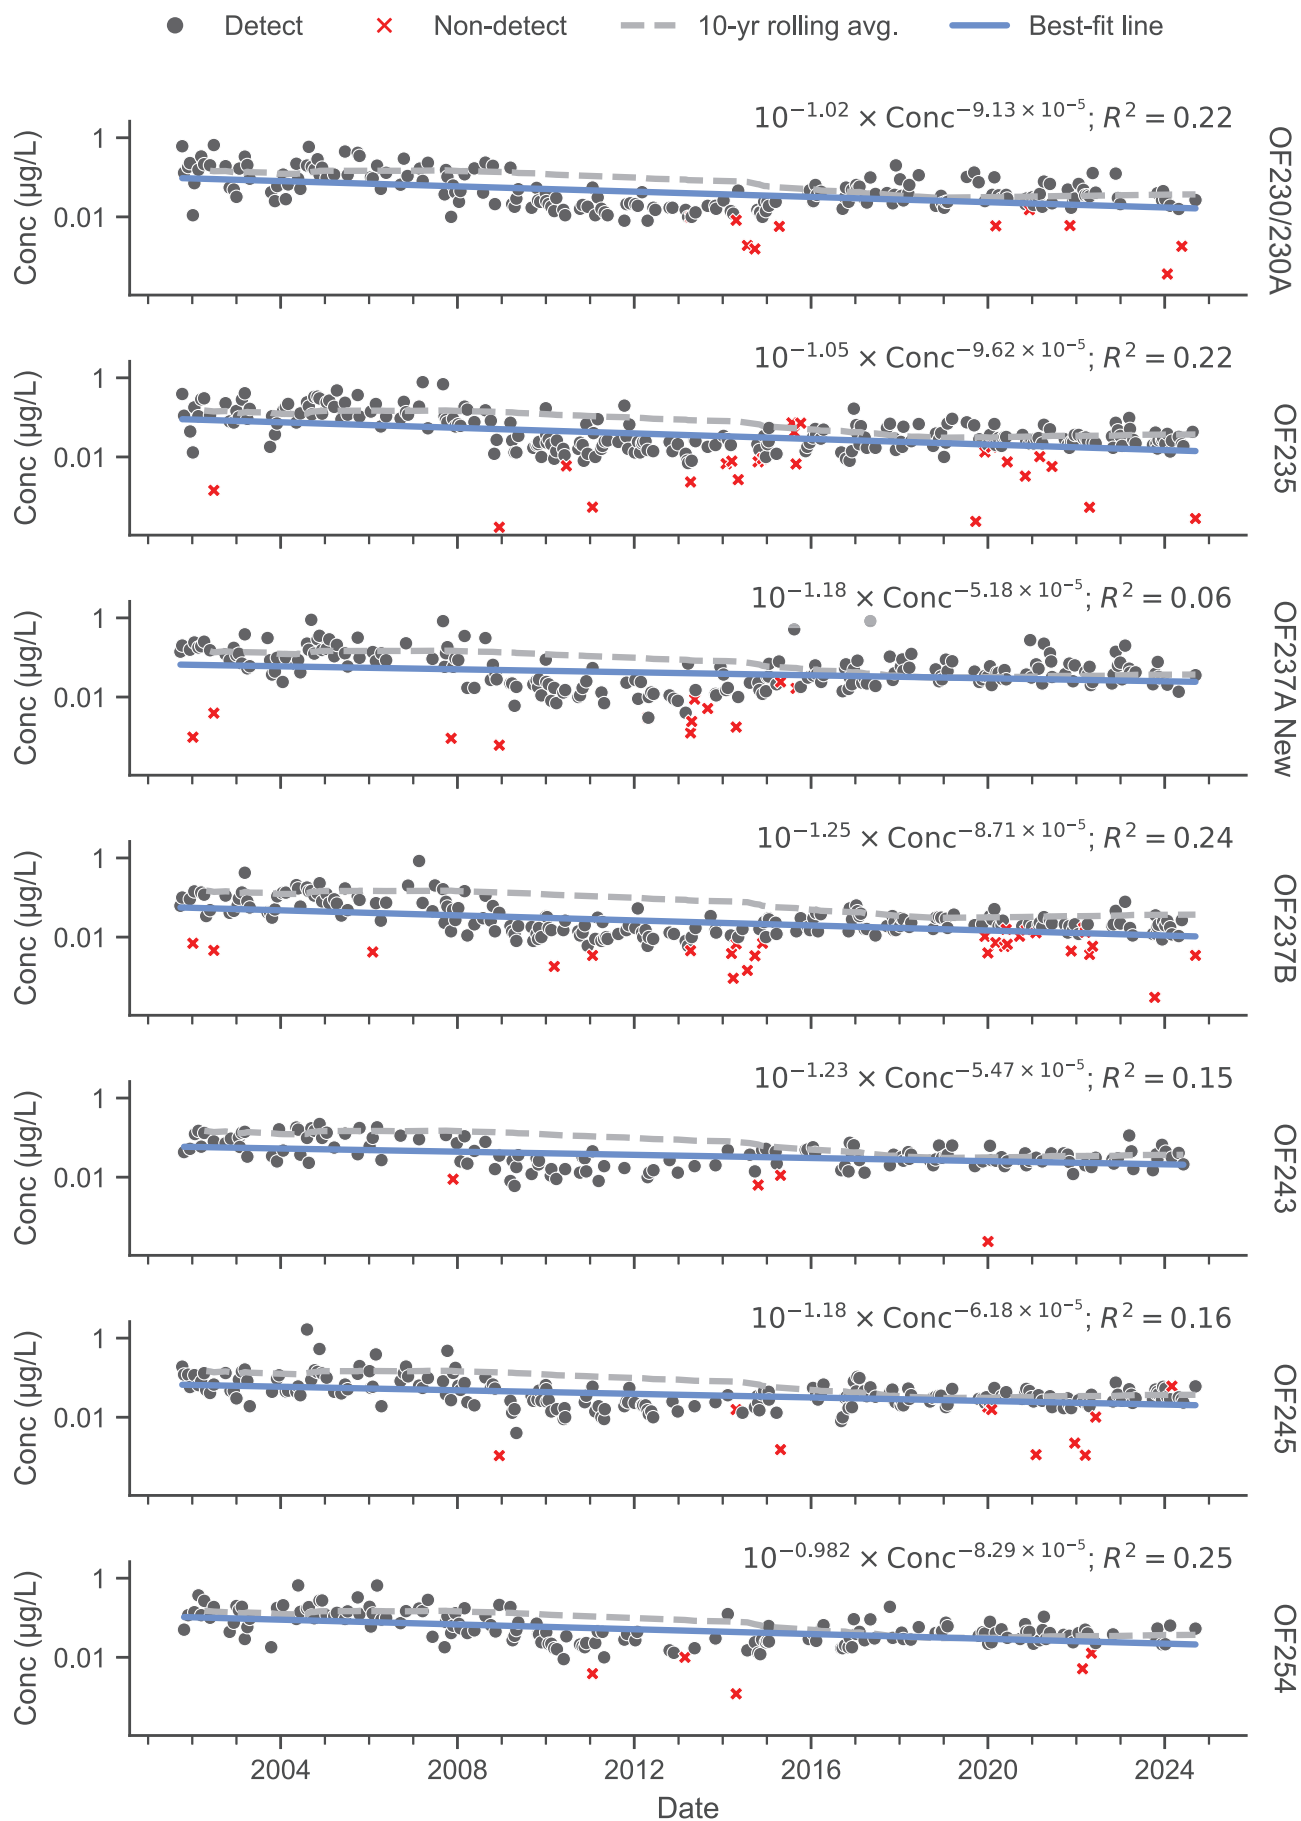 Detect Non-detect 10-yr rolling avg. Best-fit line
10^−1.02 × Conc^−9.13 × 10^−5; R² = 0.22
Conc (µg/L)
1
0.01
OF230/230A
10^−1.05 × Conc^−9.62 × 10^−5; R² = 0.22
Conc (µg/L)
1
0.01
OF235
10^−1.18 × Conc^−5.18 × 10^−5; R² = 0.06
Conc (µg/L)
1
0.01
OF237A New
10^−1.25 × Conc^−8.71 × 10^−5; R² = 0.24
Conc (µg/L)
1
0.01
OF237B
10^−1.23 × Conc^−5.47 × 10^−5; R² = 0.15
Conc (µg/L)
1
0.01
OF243
10^−1.18 × Conc^−6.18 × 10^−5; R² = 0.16
Conc (µg/L)
1
0.01
OF245
10^−0.982 × Conc^−8.29 × 10^−5; R² = 0.25
Conc (µg/L)
1
0.01
OF254
2004 2008 2012 2016 2020 2024
Date